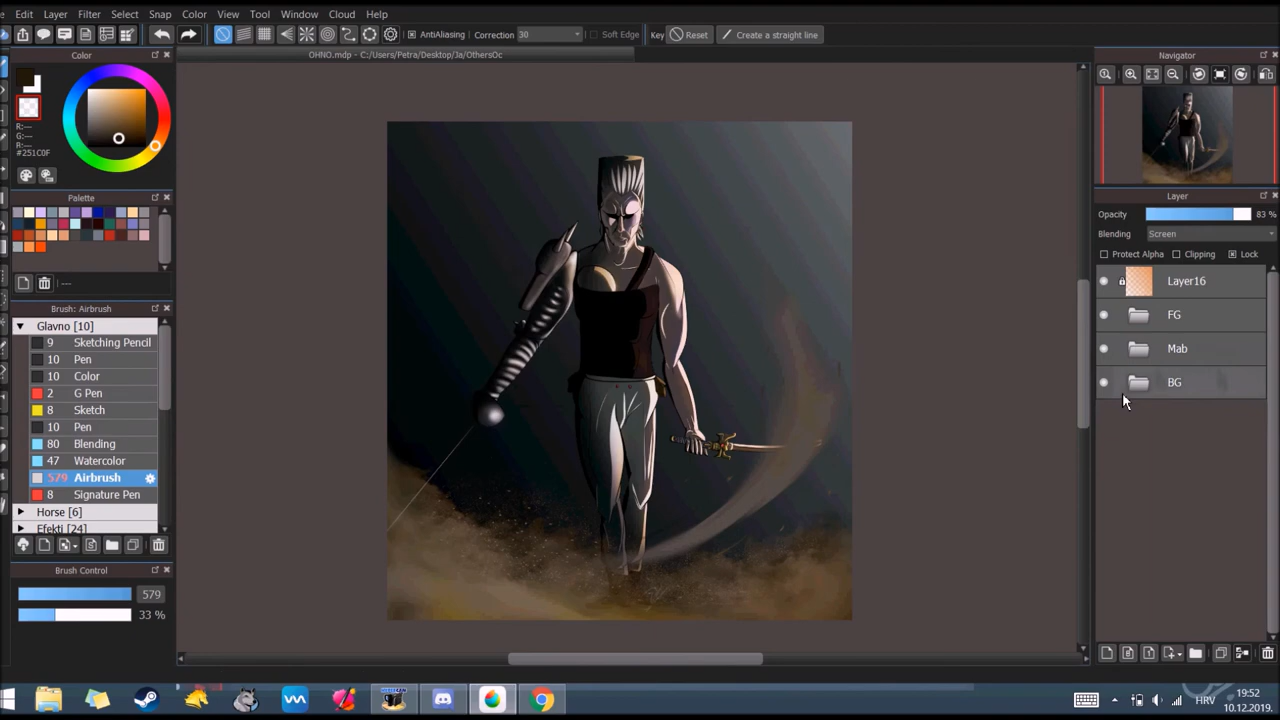 Edit Layer Filter Select Snap Color View Tool Window Cloud Help
AntiAliasing Correction 30 Soft Edge Key Reset Create a straight line
Color
OHNO.mdp - C:/Users/Petra/Desktop/Ja/OthersOc
Navigator
R:---
G:---
B:---
#251C0F
Palette
---
Brush: Airbrush
Glavno [10]
9 Sketching Pencil
10 Pen
10 Color
2 G Pen
8 Sketch
10 Pen
80 Blending
47 Watercolor
579 Airbrush
8 Signature Pen
Horse [6]
Efekti [24]
Brush Control
579
33 %
Layer
Opacity 83 %
Blending Screen
Protect Alpha Clipping Lock
Layer16
FG
Mab
BG
HRV
19:52
10.12.2019.